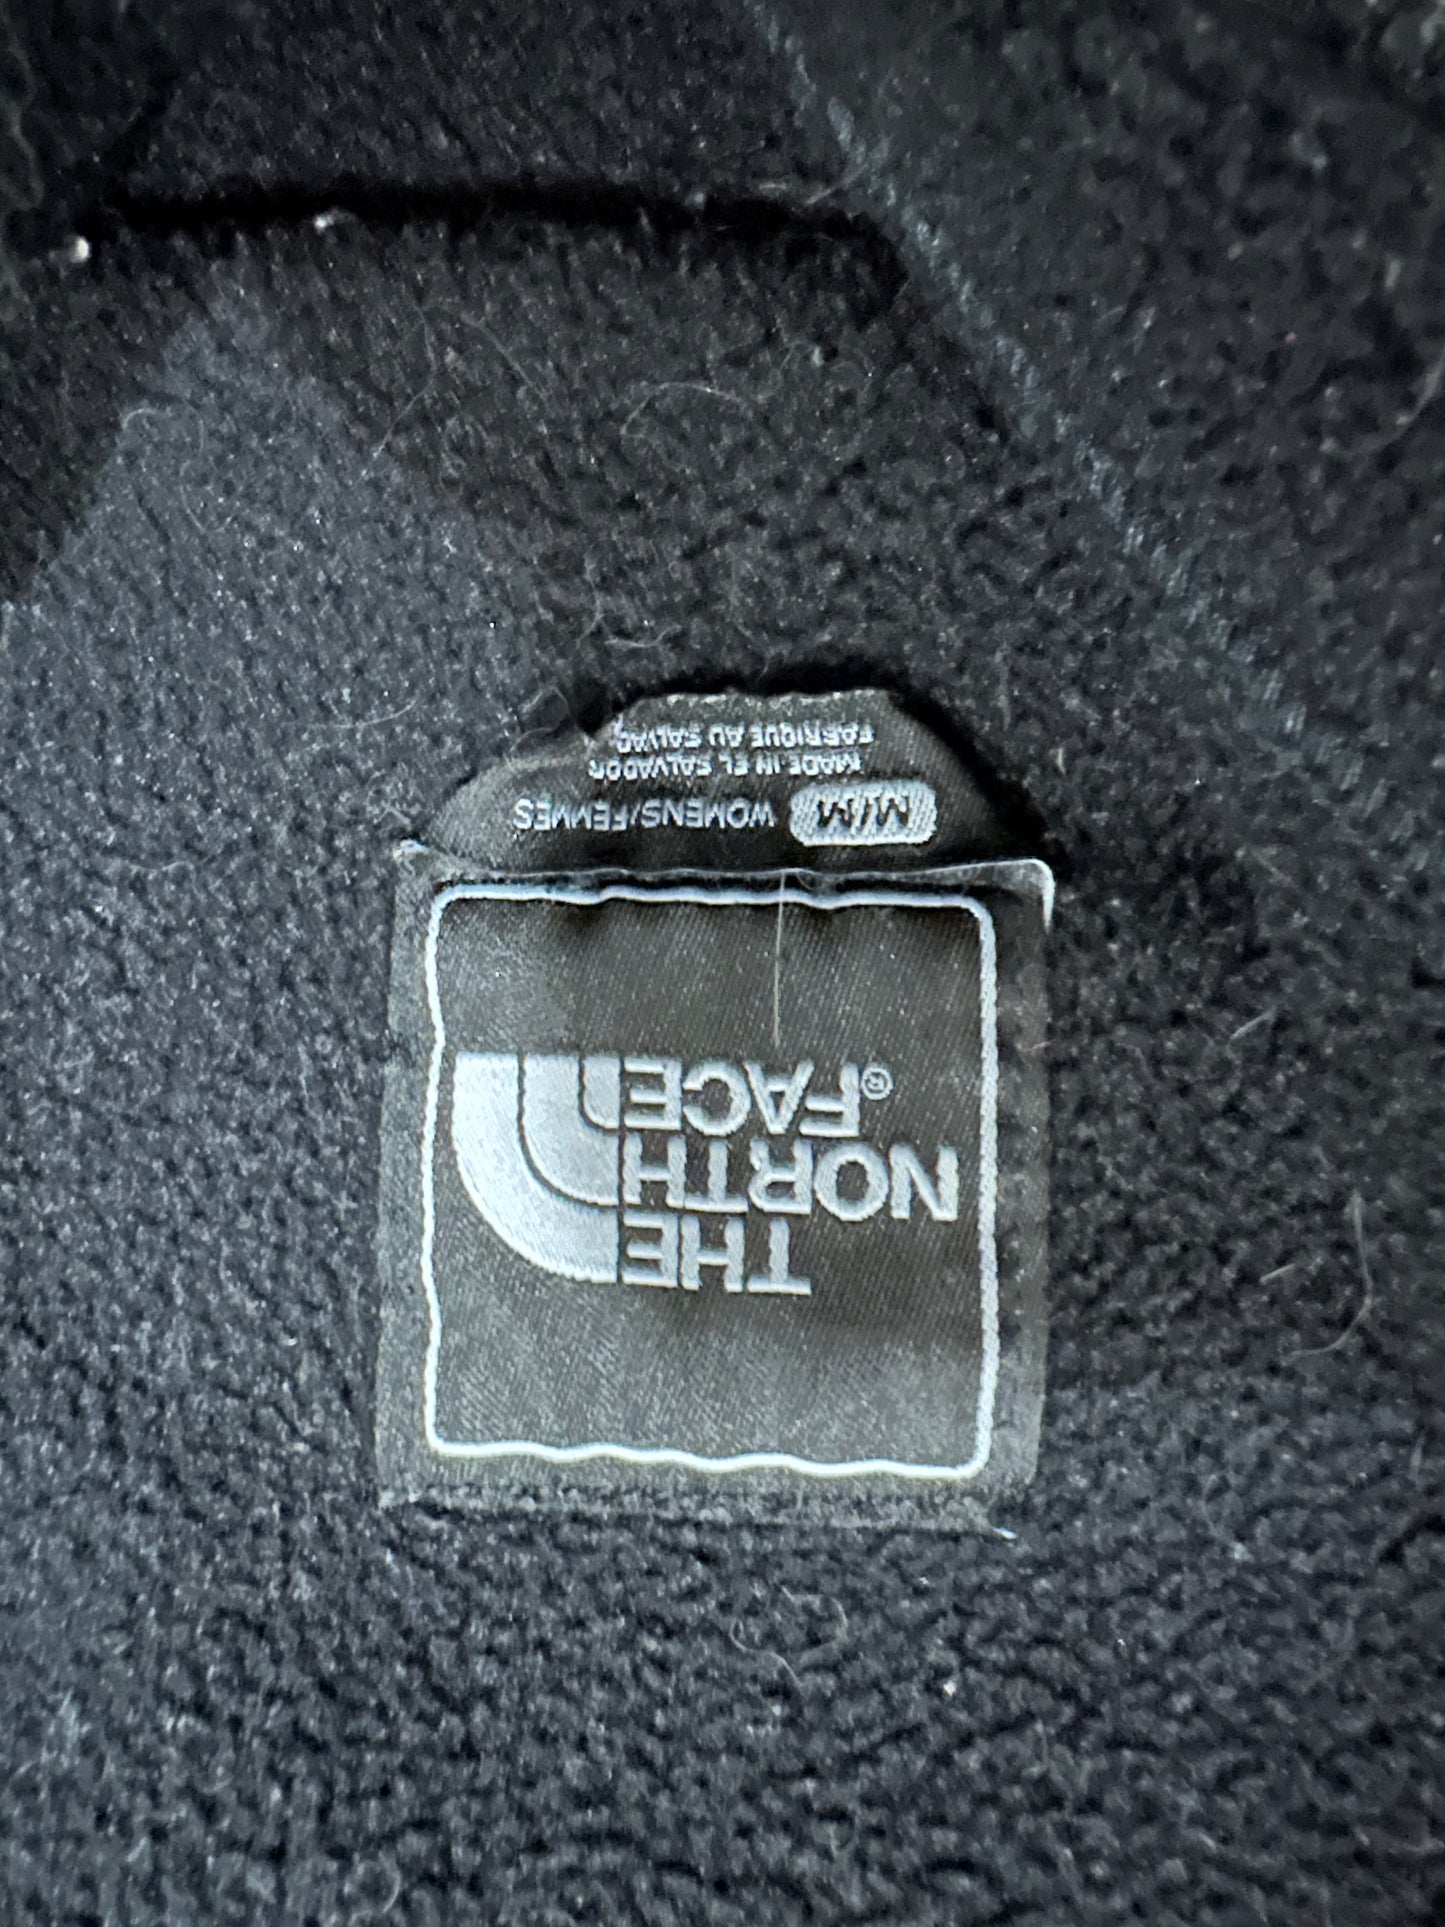 THE
NORTH
FACE®
M/M WOMENS/FEMMES
MADE IN EL SALVADOR
FABRIQUE AU SALVAD